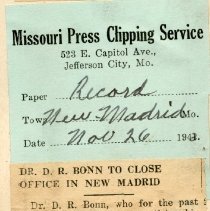 Missouri Press Clipping Service
523 E. Capitol Ave.,
Jefferson City, Mo.
Paper Record
Town New Madrid Mo.
Date Nov 26 194
DR. D. R. BONN TO CLOSE
OFFICE IN NEW MADRID
Dr. D. R. Bonn, who for the past